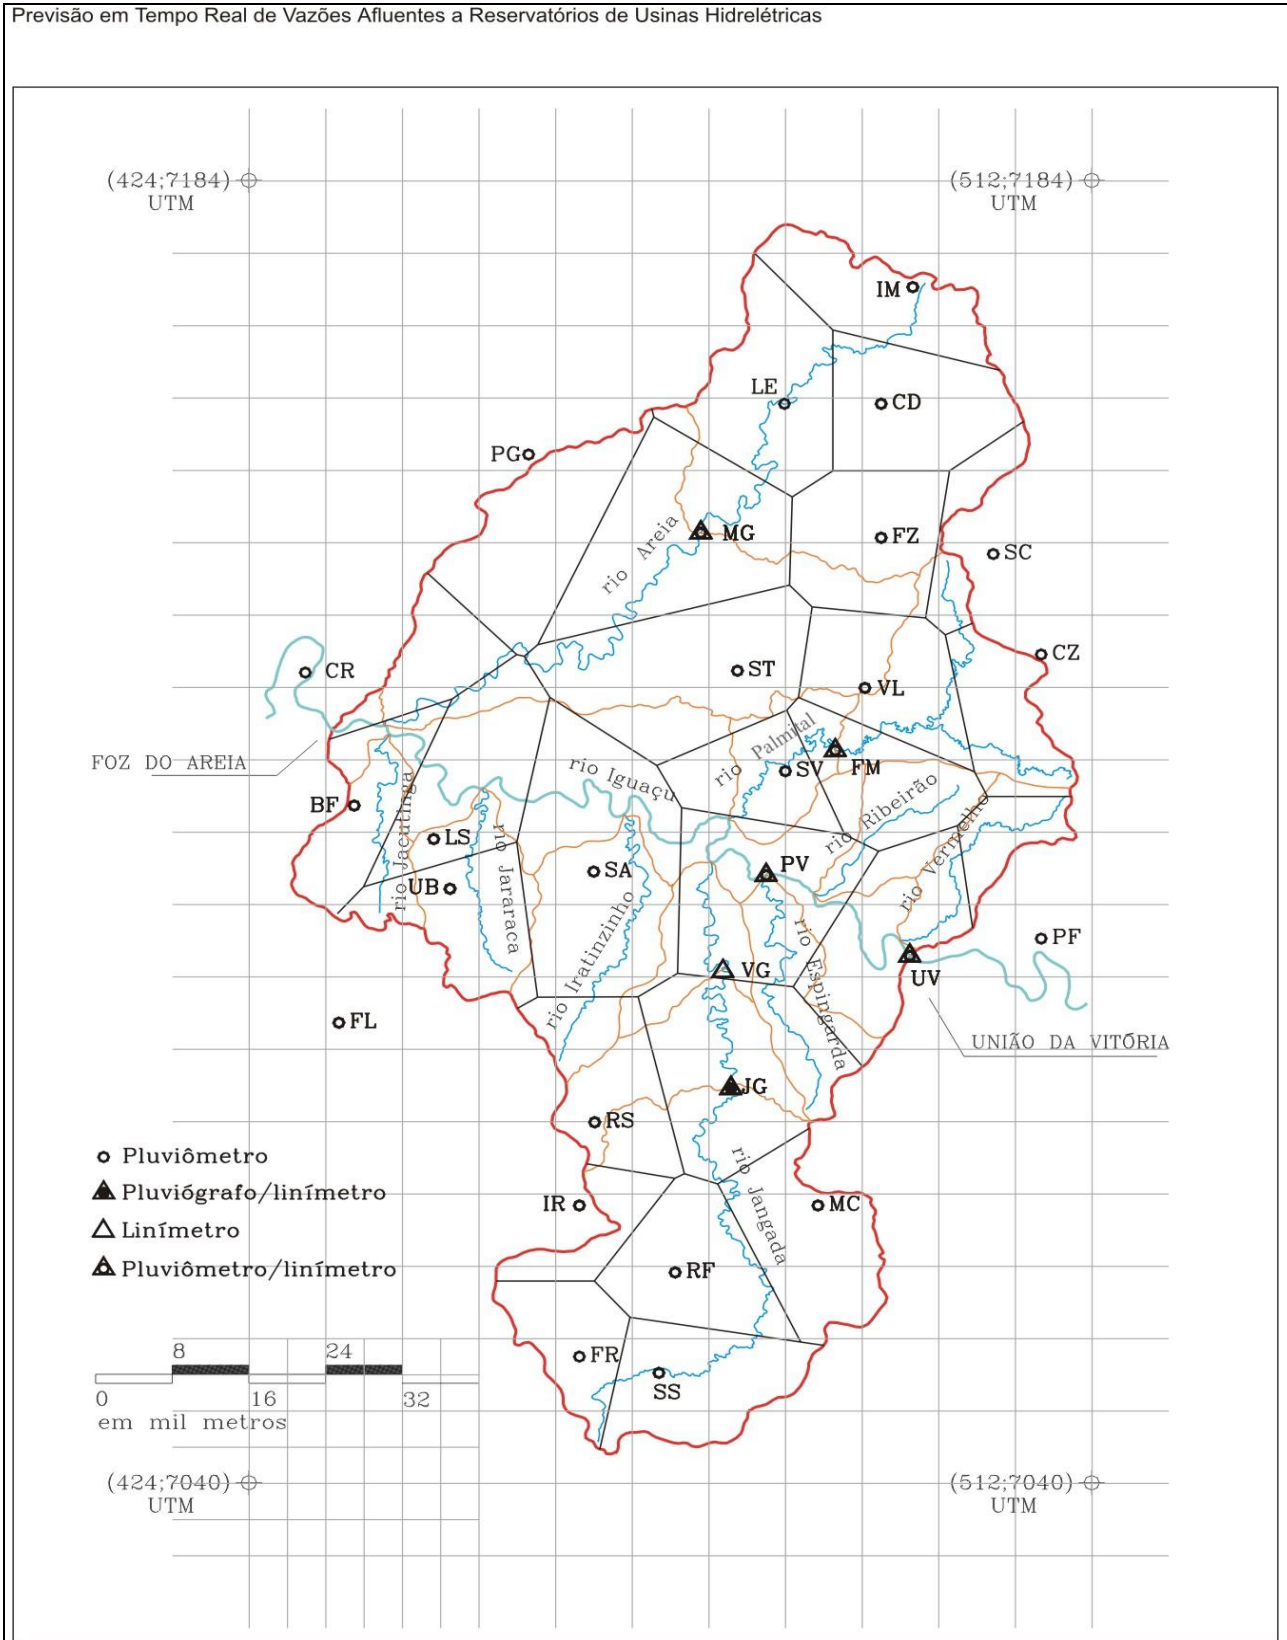 Previsão em Tempo Real de Vazões Afluentes a Reservatórios de Usinas Hidrelétricas
(424;7184)
UTM
(512;7184)
UTM
IM
LE
CD
PG
MG
FZ
SC
rio Areia
CR
ST
CZ
VL
FOZ DO AREIA
rio Palmital
FM
SV
rio Iguaçu
BF
rio Jacutinga
LS
rio Ribeirão
rio Vermelho
PV
UB
rio Jararaca
SA
rio Iratinzinho
rio Espingarda
PF
VG
UV
FL
UNIÃO DA VITÓRIA
JG
RS
rio Jangada
Pluviômetro
Pluviógrafo/linímetro
Linímetro
Pluviômetro/linímetro
IR
MC
RF
FR
SS
8
24
0
16
32
em mil metros
(424;7040)
UTM
(512;7040)
UTM